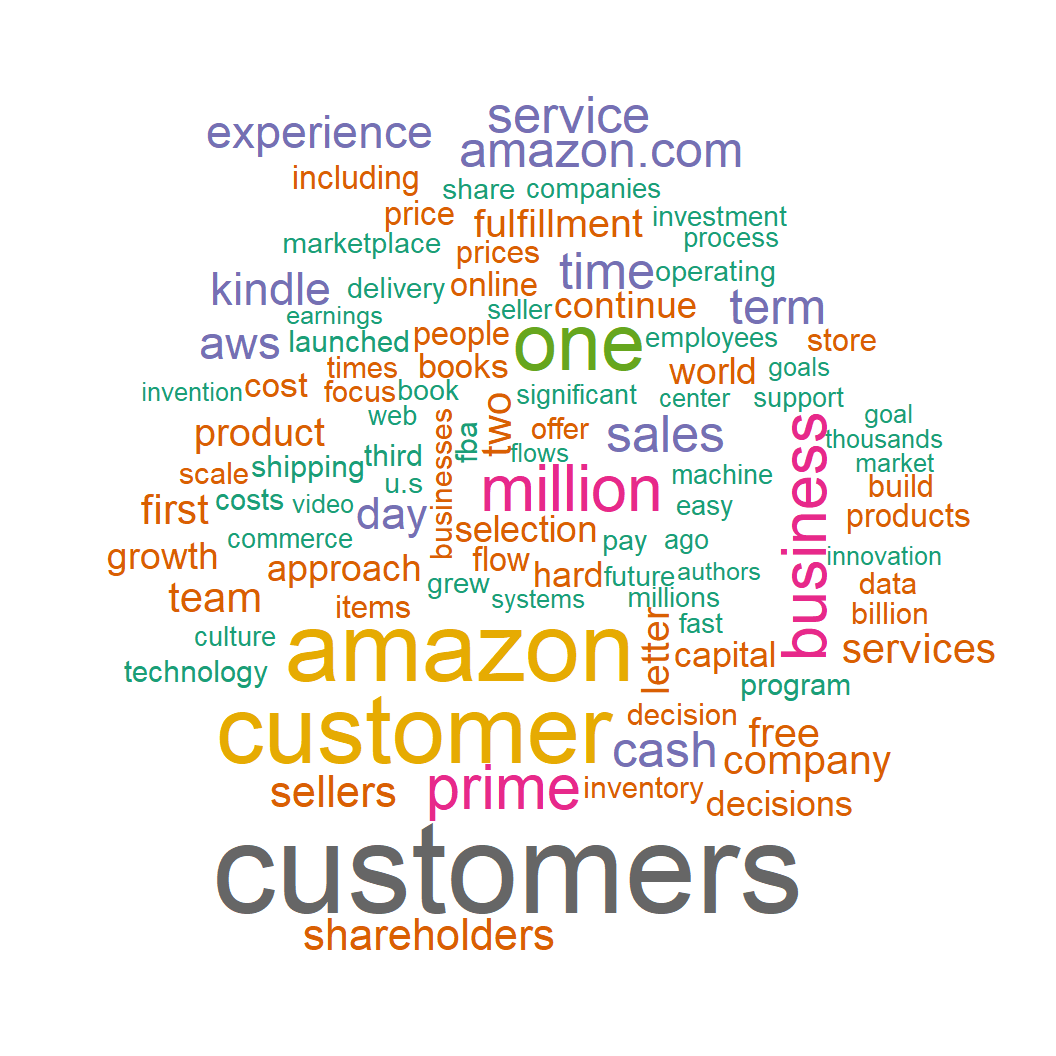 service
experience
amazon.com
including
share companies
price fulfillment investment
marketplace prices process
kindle delivery online time operating
earnings seller continue term
aws launched people one employees store
times books world goals
invention cost focus book significant center support
web two offer goal
product businesses fba flows sales business thousands
scale shipping third million machine market
costs video u.s easy build
first day selection products
commerce pay ago
growth approach flow innovation
team grew hard future authors data
items systems millions billion
culture amazon letter fast services
technology capital program
customer decision free
cash company
sellers prime inventory decisions
customers
shareholders